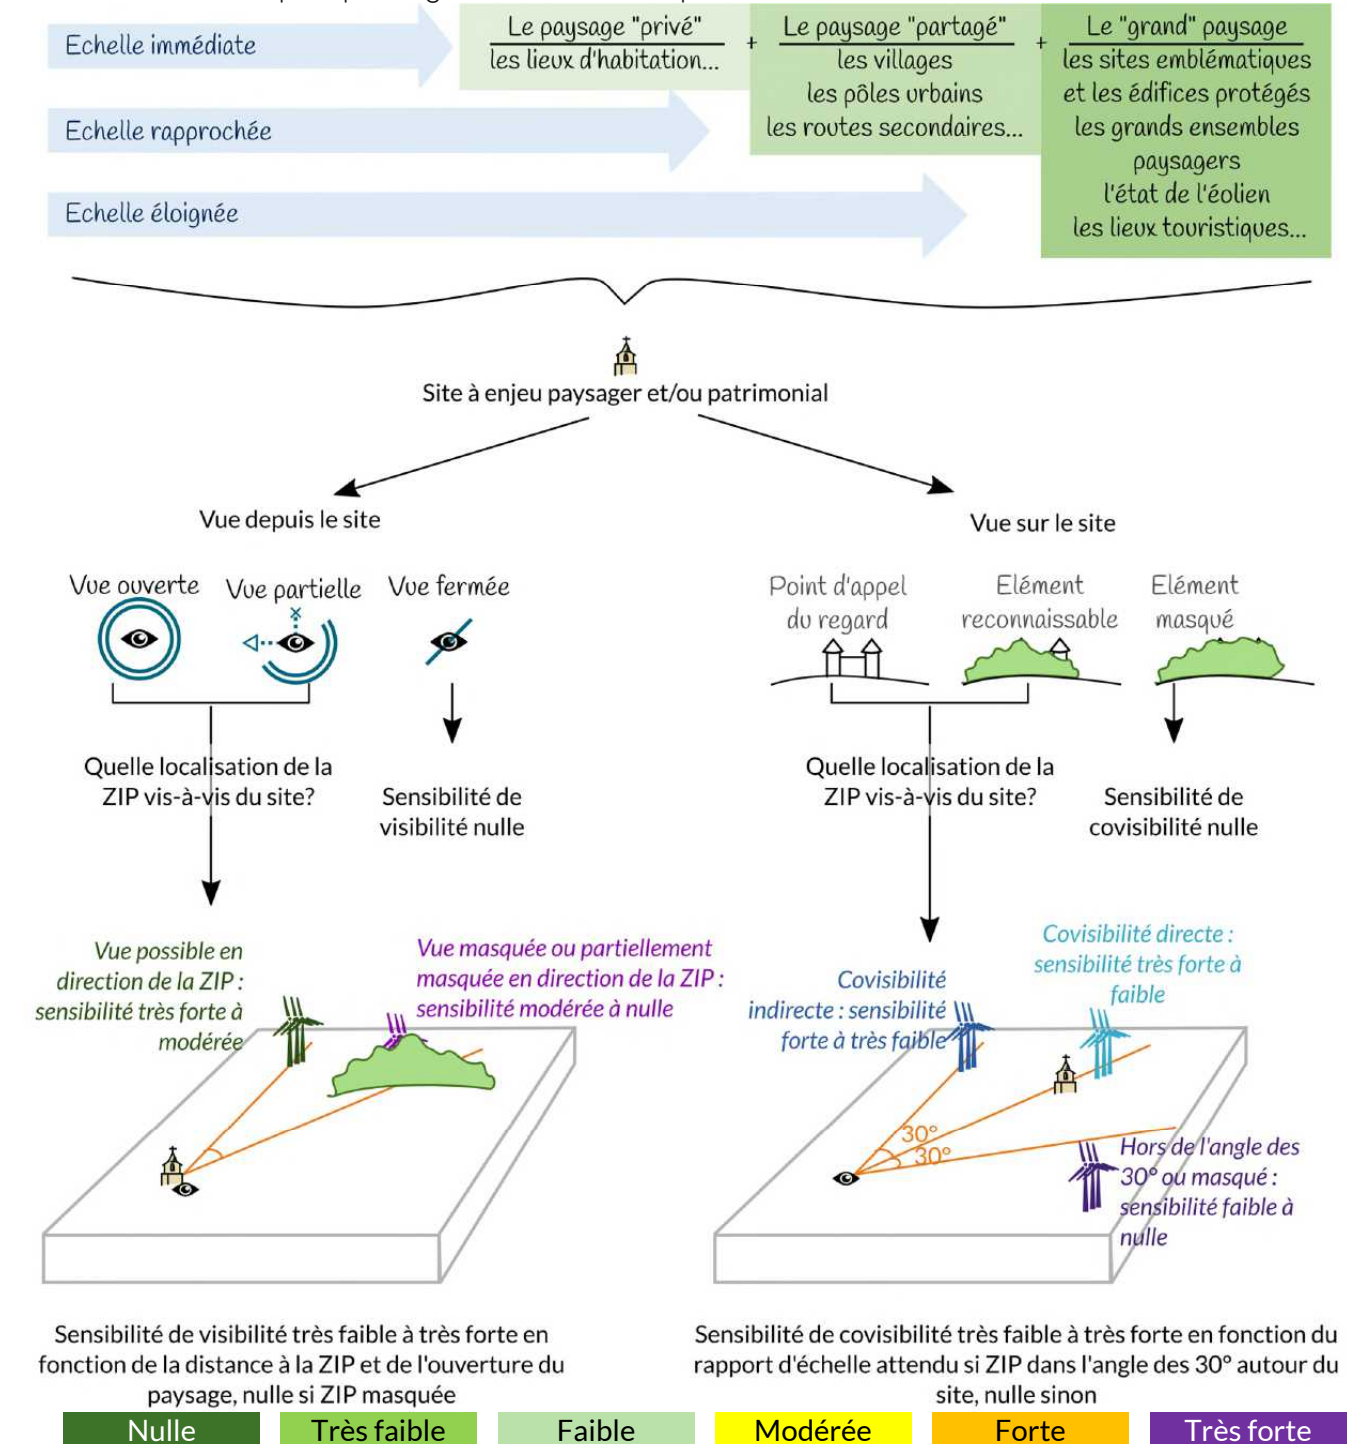 Echelle immédiate
Le paysage "privé"
les lieux d'habitation...
+
Le paysage "partagé"
les villages
les pôles urbains
les routes secondaires...
+
Le "grand" paysage
les sites emblématiques
et les édifices protégés
les grands ensembles
paysagers
l'état de l'éolien
les lieux touristiques...
Echelle rapprochée
Echelle éloignée
Site à enjeu paysager et/ou patrimonial
Vue depuis le site
Vue ouverte
Vue partielle
Vue fermée
Quelle localisation de la
ZIP vis-à-vis du site?
Sensibilité de
visibilité nulle
Vue possible en
direction de la ZIP :
sensibilité très forte à
modérée
Vue masquée ou partiellement
masquée en direction de la ZIP :
sensibilité modérée à nulle
Sensibilité de visibilité très faible à très forte en
fonction de la distance à la ZIP et de l'ouverture du
paysage, nulle si ZIP masquée
Vue sur le site
Point d'appel
du regard
Elément
reconnaissable
Elément
masqué
Quelle localisation de la
ZIP vis-à-vis du site?
Sensibilité de
covisibilité nulle
Covisibilité
indirecte : sensibilité
forte à très faible
Covisibilité directe :
sensibilité très forte à
faible
30°
30°
Hors de l'angle des
30° ou masqué :
sensibilité faible à
nulle
Sensibilité de covisibilité très faible à très forte en fonction du
rapport d'échelle attendu si ZIP dans l'angle des 30° autour du
site, nulle sinon
Nulle
Très faible
Faible
Modérée
Forte
Très forte